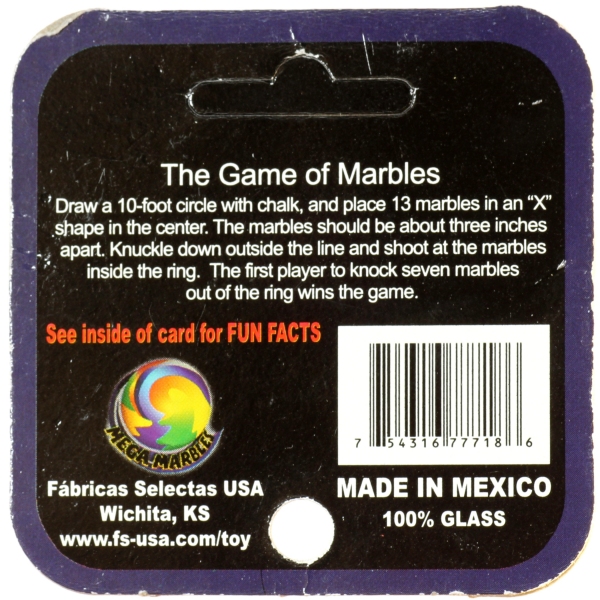 The Game of Marbles
Draw a 10-foot circle with chalk, and place 13 marbles in an “X”
shape in the center. The marbles should be about three inches
apart. Knuckle down outside the line and shoot at the marbles
inside the ring.  The first player to knock seven marbles
out of the ring wins the game.
See inside of card for FUN FACTS
MEGA-MARBLES
Fábricas Selectas USA
Wichita, KS
www.fs-usa.com/toy
7 54316 77718 6
MADE IN MEXICO
100% GLASS